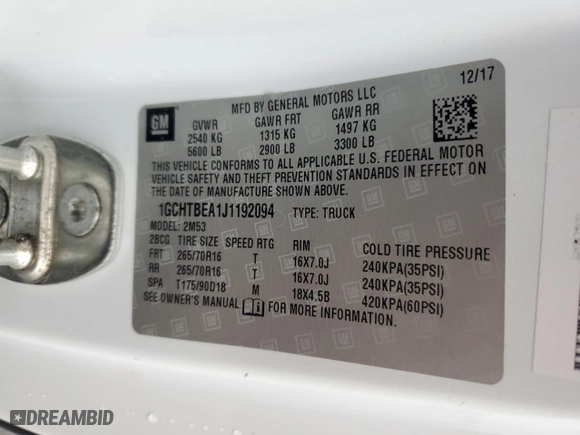 GM
12/17
MFD BY GENERAL MOTORS LLC
GVWR GAWR FRT GAWR RR
2540 KG 1315 KG 1497 KG
5600 LB 2900 LB 3300 LB
THIS VEHICLE CONFORMS TO ALL APPLICABLE U.S. FEDERAL MOTOR
VEHICLE SAFETY AND THEFT PREVENTION STANDARDS IN EFFECT ON
THE DATE OF MANUFACTURE SHOWN ABOVE.
1GCHTBEA1J1192094 TYPE: TRUCK
MODEL: 2M53
2BCG TIRE SIZE SPEED RTG RIM COLD TIRE PRESSURE
FRT 265/70R16 T 16X7.0J 240KPA(35PSI)
RR 265/70R16 T 16X7.0J 240KPA(35PSI)
SPA T175/90D18 M 18X4.5B 420KPA(60PSI)
SEE OWNER'S MANUAL FOR MORE INFORMATION.
DREAMBID